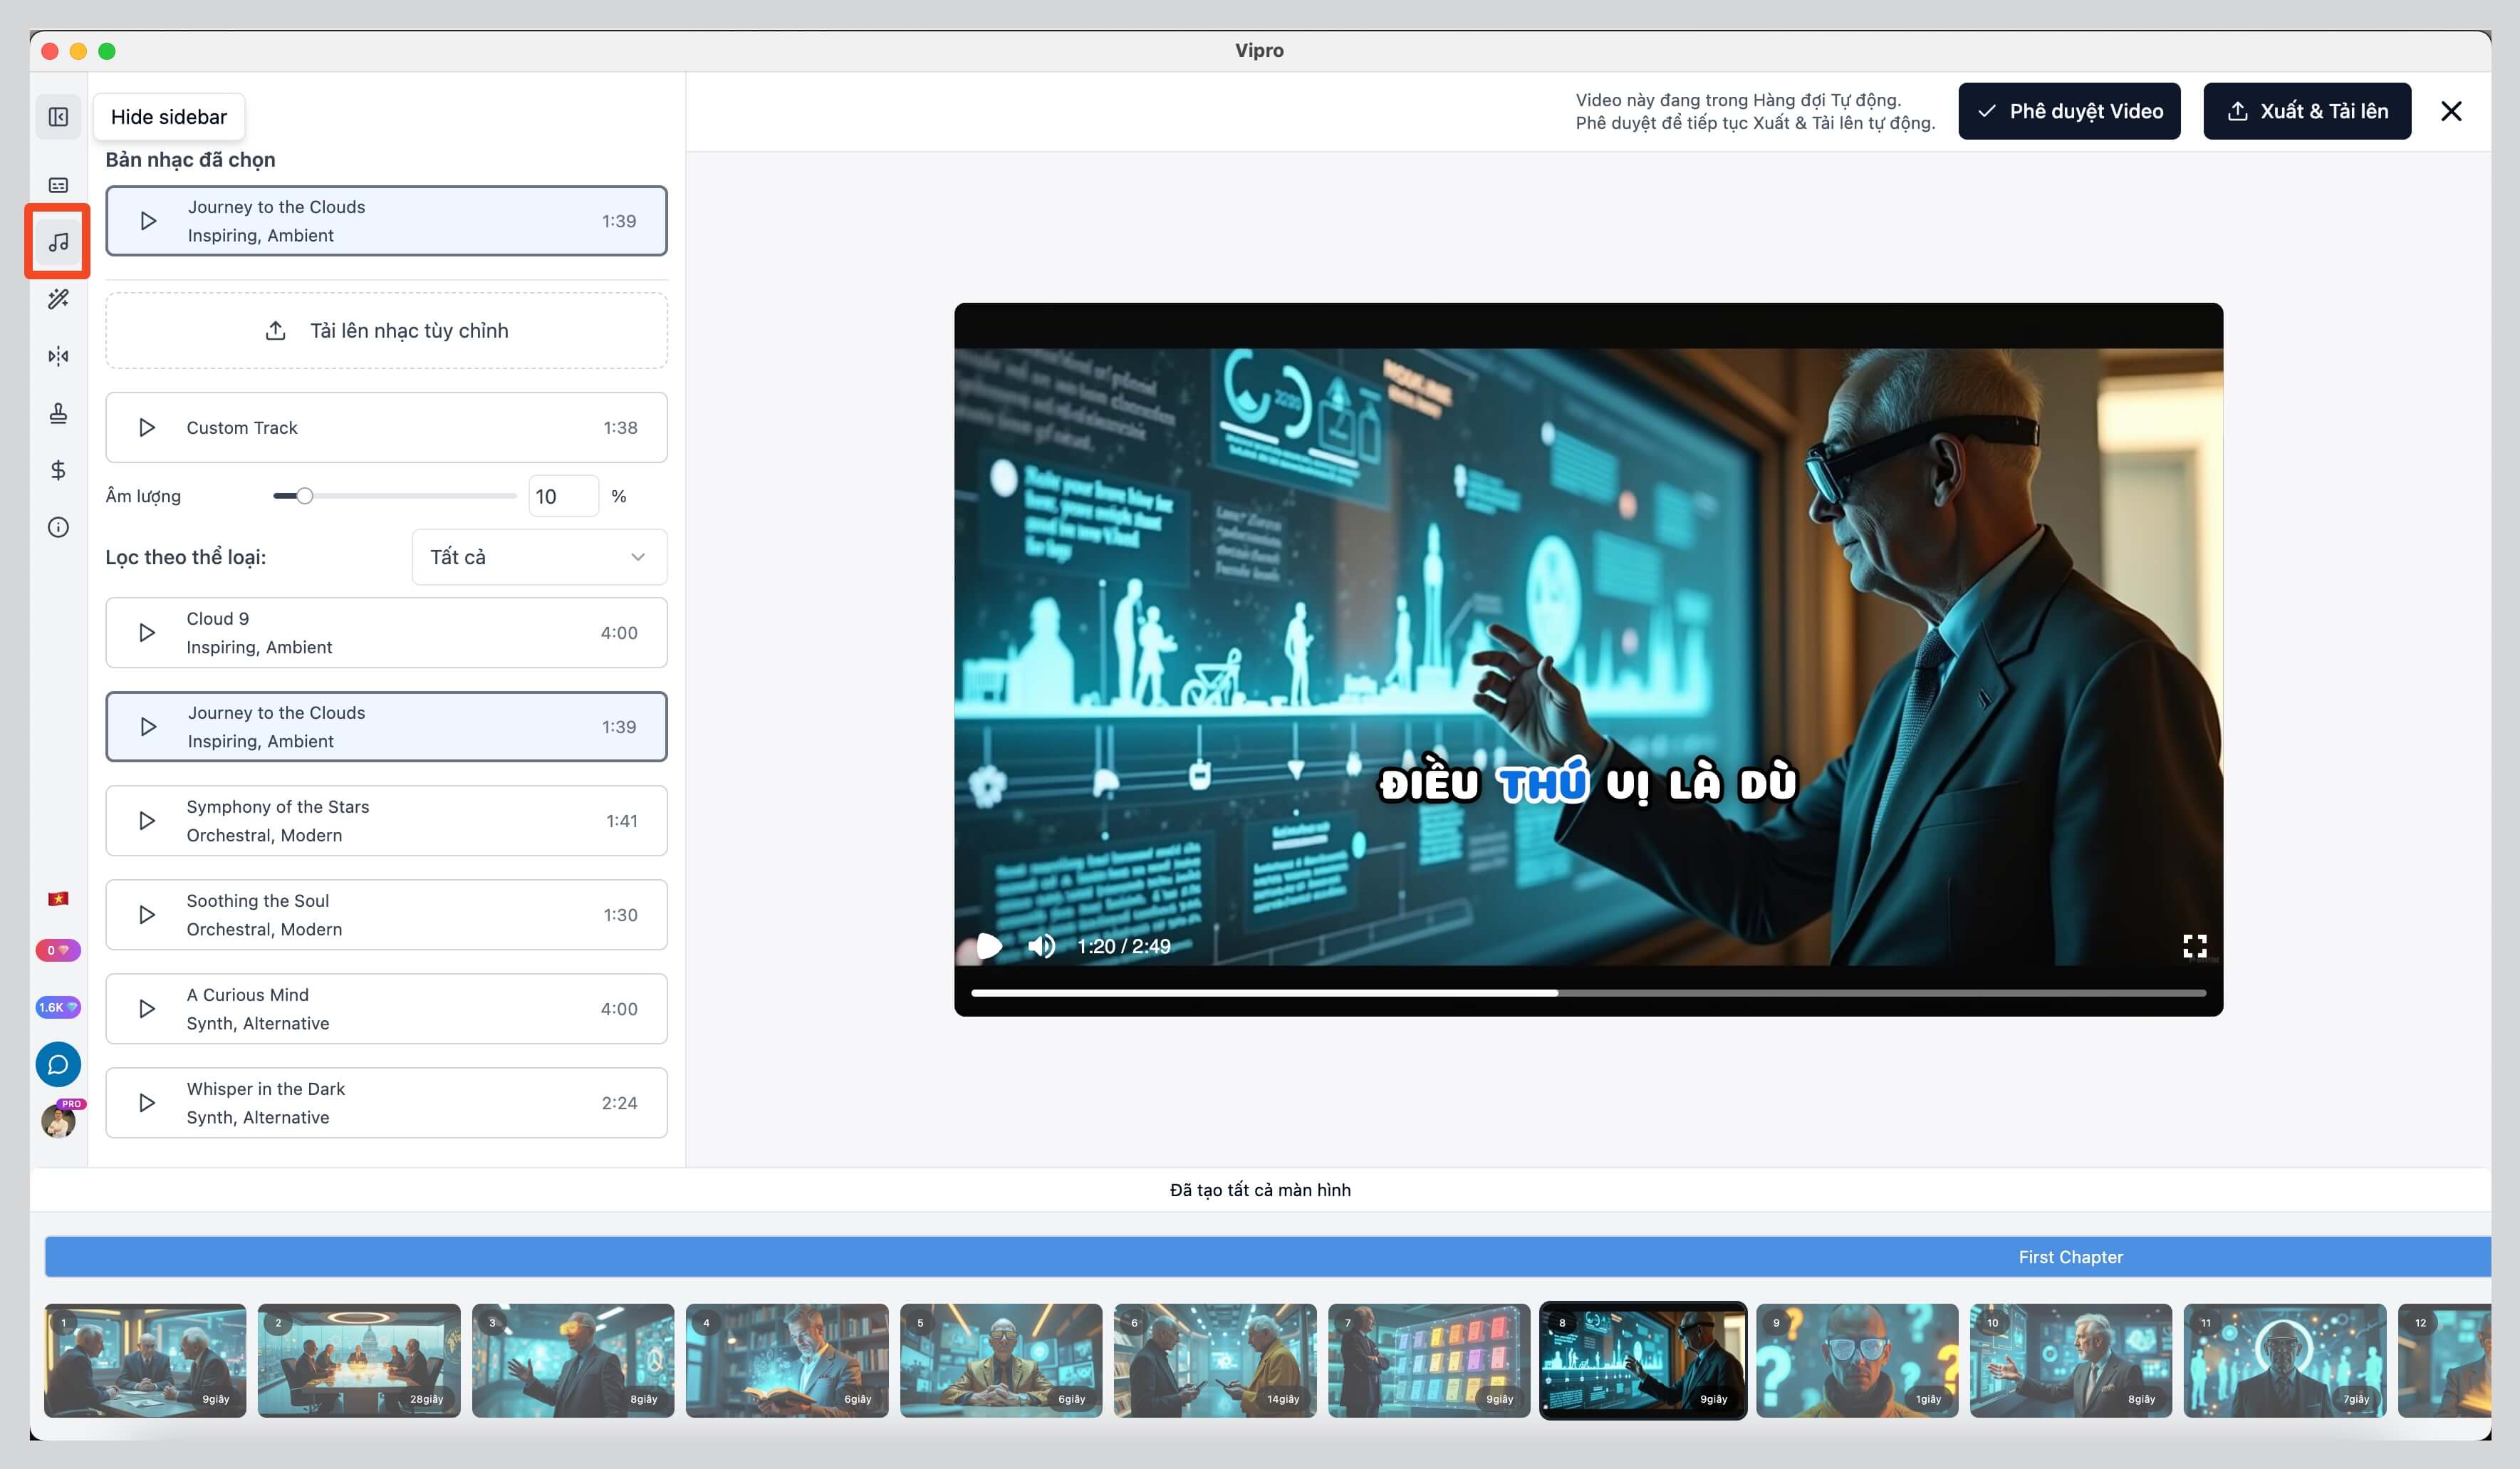 Vipro
Hide sidebar
Video này đang trong Hàng đợi Tự động.
Phê duyệt để tiếp tục Xuất & Tải lên tự động.
Phê duyệt Video
Xuất & Tải lên
Bản nhạc đã chọn
Journey to the Clouds
Inspiring, Ambient
1:39
Tải lên nhạc tùy chỉnh
Custom Track
1:38
Âm lượng
10
%
Lọc theo thể loại:
Tất cả
Cloud 9
Inspiring, Ambient
4:00
Journey to the Clouds
Inspiring, Ambient
1:39
Symphony of the Stars
Orchestral, Modern
1:41
Soothing the Soul
Orchestral, Modern
1:30
A Curious Mind
Synth, Alternative
4:00
Whisper in the Dark
Synth, Alternative
2:24
0
1.6K
PRO
2020
ĐIỀU THÚ VỊ LÀ DÙ
1:20 / 2:49
Đã tạo tất cả màn hình
First Chapter
1
9giây
2
28giây
3
8giây
4
6giây
5
6giây
6
14giây
7
9giây
8
9giây
9
1giây
10
8giây
11
7giây
12